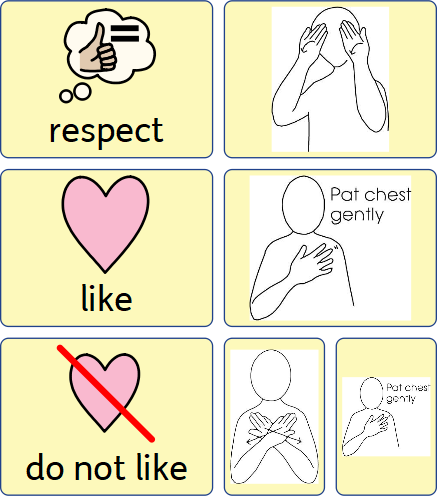 respect
Pat chest
gently
like
do not like
Pat chest
gently